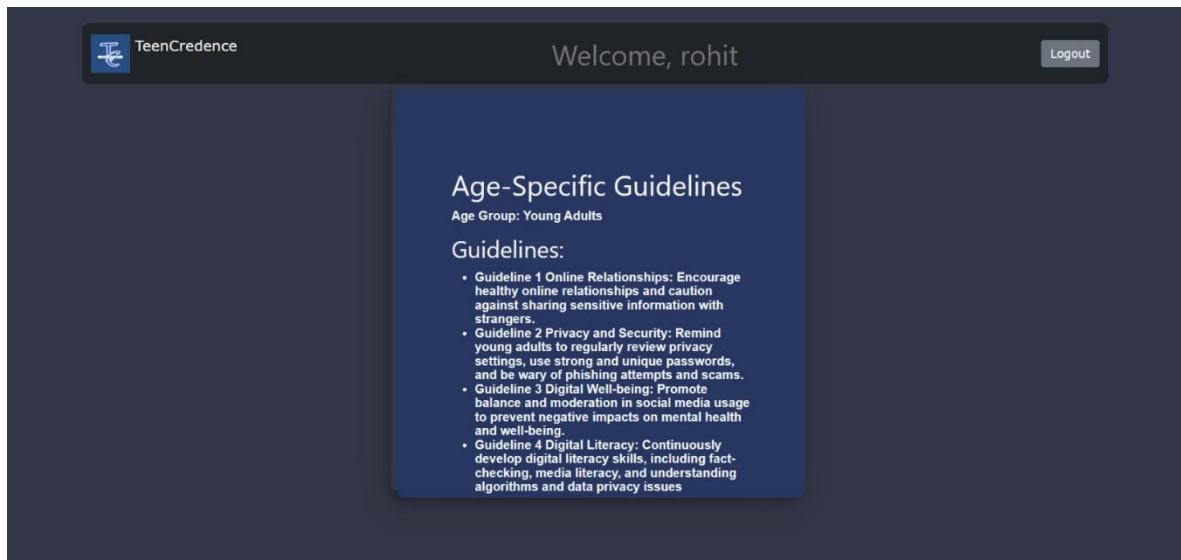 TeenCredence
Welcome, rohit
Logout
Age-Specific Guidelines
Age Group: Young Adults
Guidelines:
• Guideline 1 Online Relationships: Encourage
healthy online relationships and caution
against sharing sensitive information with
strangers.
• Guideline 2 Privacy and Security: Remind
young adults to regularly review privacy
settings, use strong and unique passwords,
and be wary of phishing attempts and scams.
• Guideline 3 Digital Well-being: Promote
balance and moderation in social media usage
to prevent negative impacts on mental health
and well-being.
• Guideline 4 Digital Literacy: Continuously
develop digital literacy skills, including fact-
checking, media literacy, and understanding
algorithms and data privacy issues